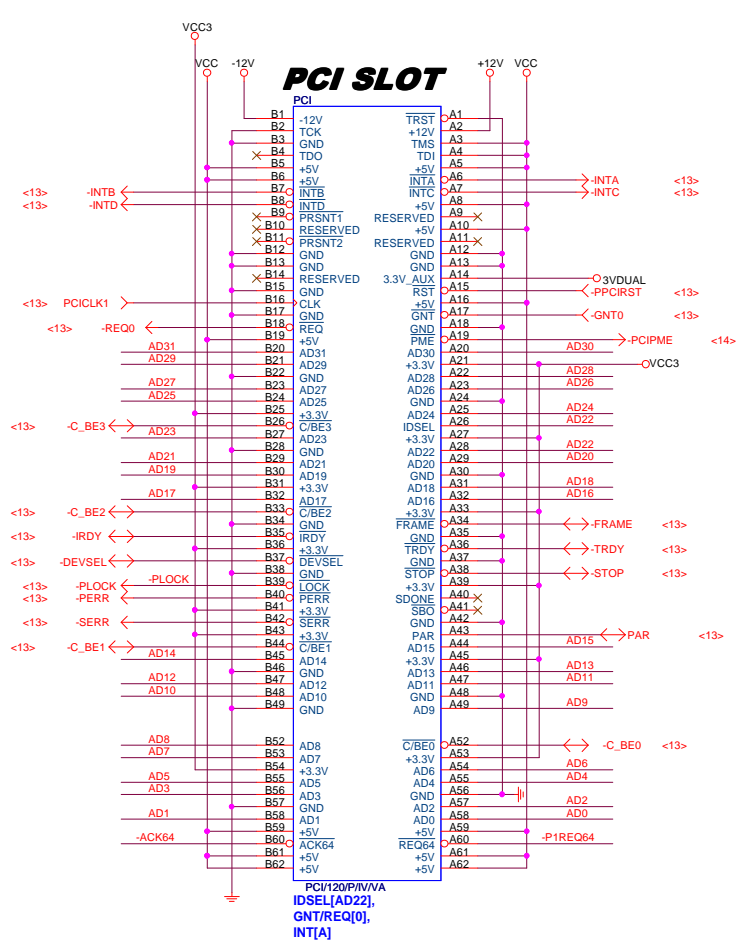 VCC3
VCC -12V +12V VCC
PCI SLOT
PCI
B1 -12V TRST A1
B2 TCK +12V A2
B3 GND TMS A3
B4 TDO TDI A4
B5 +5V +5V A5
<13> -INTB B6 +5V INTA A6 -INTA <13>
<13> -INTD B7 INTB INTC A7 -INTC <13>
B8 INTD +5V A8
B9 PRSNT1 RESERVED A9
B10 RESERVED +5V A10
B11 PRSNT2 RESERVED A11
B12 GND GND A12
B13 GND GND A13
B14 RESERVED 3.3V_AUX A14 3VDUAL
B15 GND RST A15 -PPCIRST <13>
<13> PCICLK1 B16 CLK +5V A16
B17 GND GNT A17 -GNT0 <13>
<13> -REQ0 B18 REQ GND A18
B19 +5V PME A19 -PCIPME <14>
AD31 B20 AD31 AD30 A20 AD30
AD29 B21 AD29 +3.3V A21 VCC3
B22 GND AD28 A22 AD28
AD27 B23 AD27 AD26 A23 AD26
AD25 B24 AD25 GND A24
B25 +3.3V AD24 A25 AD24
<13> -C_BE3 B26 C/BE3 IDSEL A26 AD22
AD23 B27 AD23 +3.3V A27
B28 GND AD22 A28 AD22
AD21 B29 AD21 AD20 A29 AD20
AD19 B30 AD19 GND A30
B31 +3.3V AD18 A31 AD18
AD17 B32 AD17 AD16 A32 AD16
<13> -C_BE2 B33 C/BE2 +3.3V A33
B34 GND FRAME A34 -FRAME <13>
<13> -IRDY B35 IRDY GND A35
B36 +3.3V TRDY A36 -TRDY <13>
<13> -DEVSEL B37 DEVSEL GND A37
B38 GND STOP A38 -STOP <13>
<13> -PLOCK -PLOCK B39 LOCK +3.3V A39
<13> -PERR B40 PERR SDONE A40
B41 +3.3V SBO A41
<13> -SERR B42 SERR GND A42
B43 +3.3V PAR A43 PAR <13>
<13> -C_BE1 B44 C/BE1 AD15 A44 AD15
AD14 B45 AD14 +3.3V A45
B46 GND AD13 A46 AD13
AD12 B47 AD12 AD11 A47 AD11
AD10 B48 AD10 GND A48
B49 GND AD9 A49 AD9
AD8 B52 AD8 C/BE0 A52 -C_BE0 <13>
AD7 B53 AD7 +3.3V A53
B54 +3.3V AD6 A54 AD6
AD5 B55 AD5 AD4 A55 AD4
AD3 B56 AD3 GND A56
B57 GND AD2 A57 AD2
AD1 B58 AD1 AD0 A58 AD0
B59 +5V +5V A59
-ACK64 B60 ACK64 REQ64 A60 -P1REQ64
B61 +5V +5V A61
B62 +5V +5V A62
PCI/120/P/IV/VA
IDSEL[AD22],
GNT/REQ[0],
INT[A]